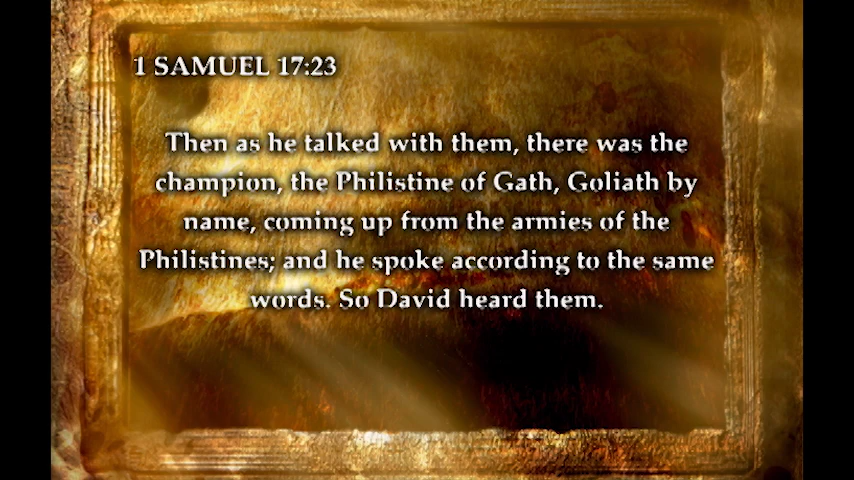 1 SAMUEL 17:23
Then as he talked with them, there was the
champion, the Philistine of Gath, Goliath by
name, coming up from the armies of the
Philistines; and he spoke according to the same
words. So David heard them.